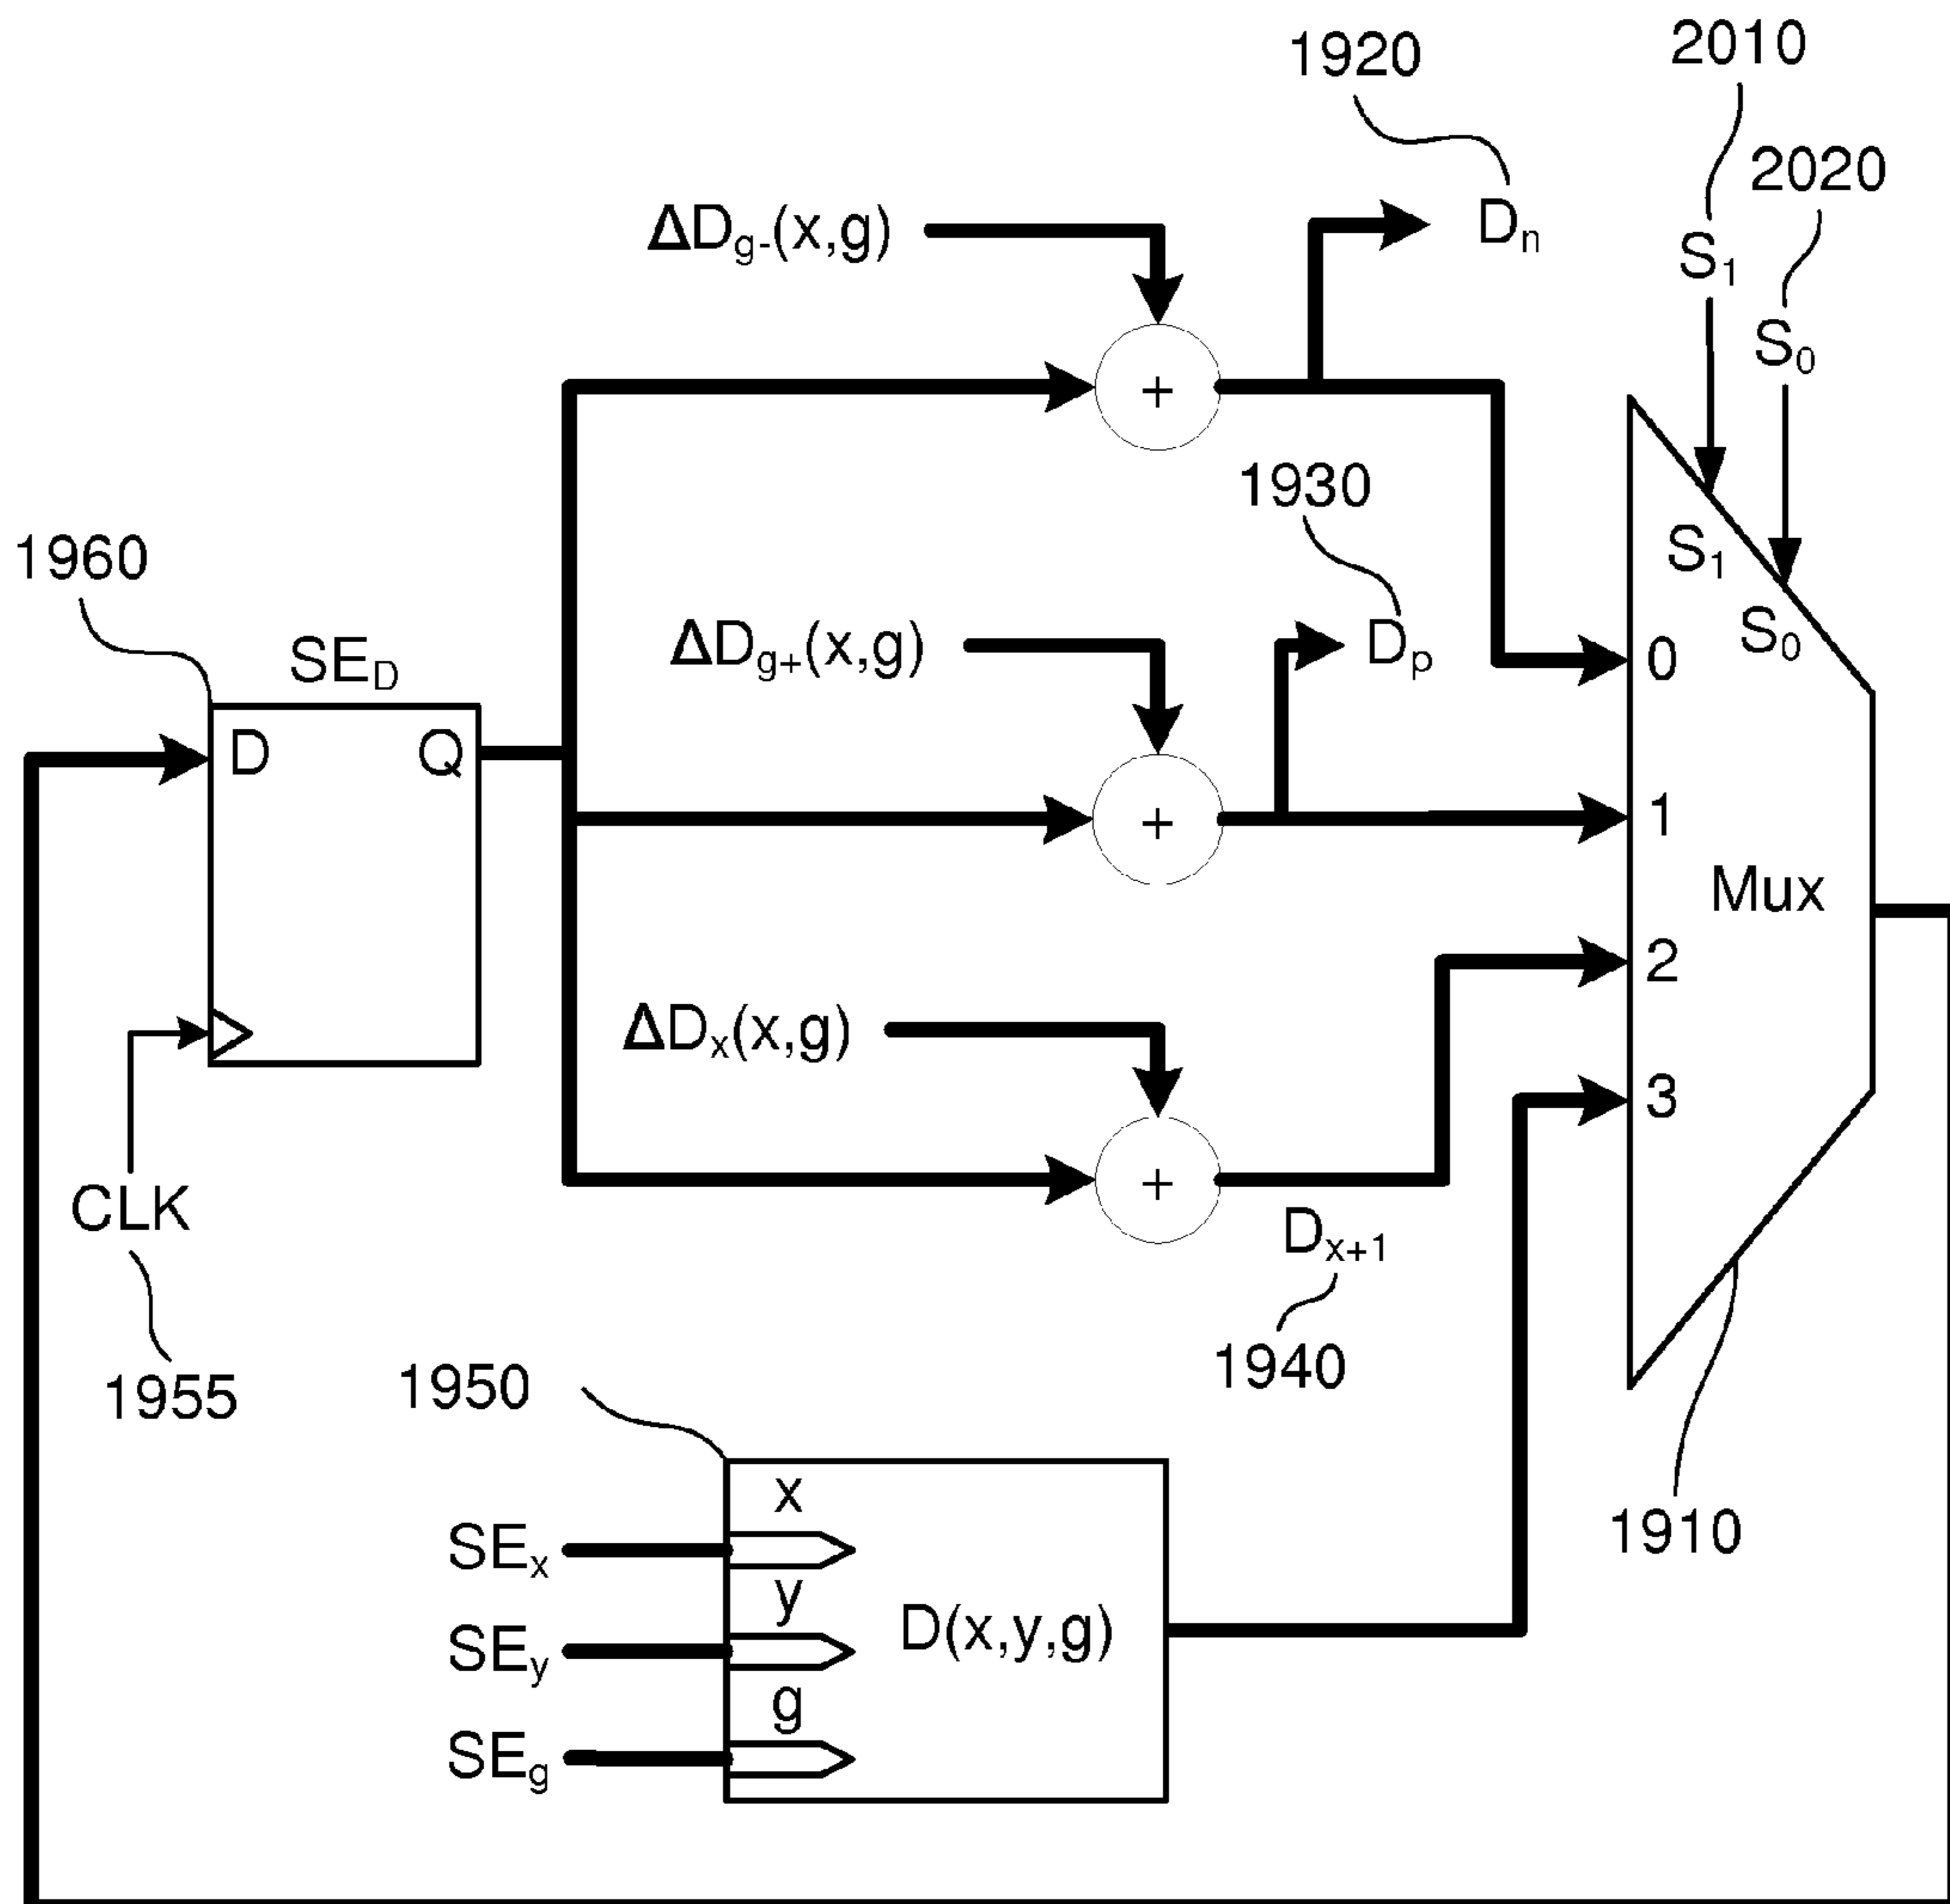 2010
1920
2020
ΔDg-(x,g)
Dn
S1
S0
+
1930
S1
1960
S0
SED
ΔDg+(x,g)
Dp
0
D
Q
+
1
Mux
2
ΔDx(x,g)
3
+
CLK
Dx+1
1940
1955
1950
x
1910
SEx
y
D(x,y,g)
SEy
g
SEg